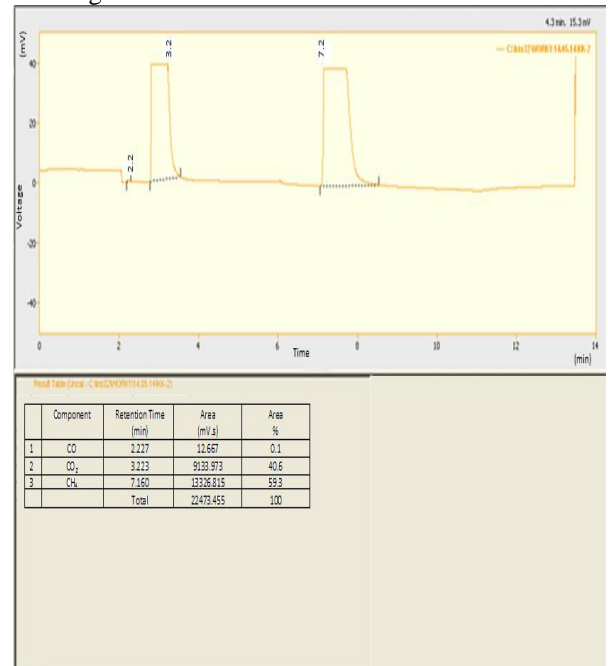 4.3 min. 15.3 mV
(mV)
40
20
0
-20
-40
Voltage
2.2
3.2
7.2
0 2 4 6 8 10 12 14
Time
(min)
Component Retention Time (min) Area (mV.s) Area %
1 CO 2.227 12.667 0.1
2 CO₂ 3.223 9133.973 40.6
3 CH₄ 7.160 13326.815 59.3
Total 22473.455 100